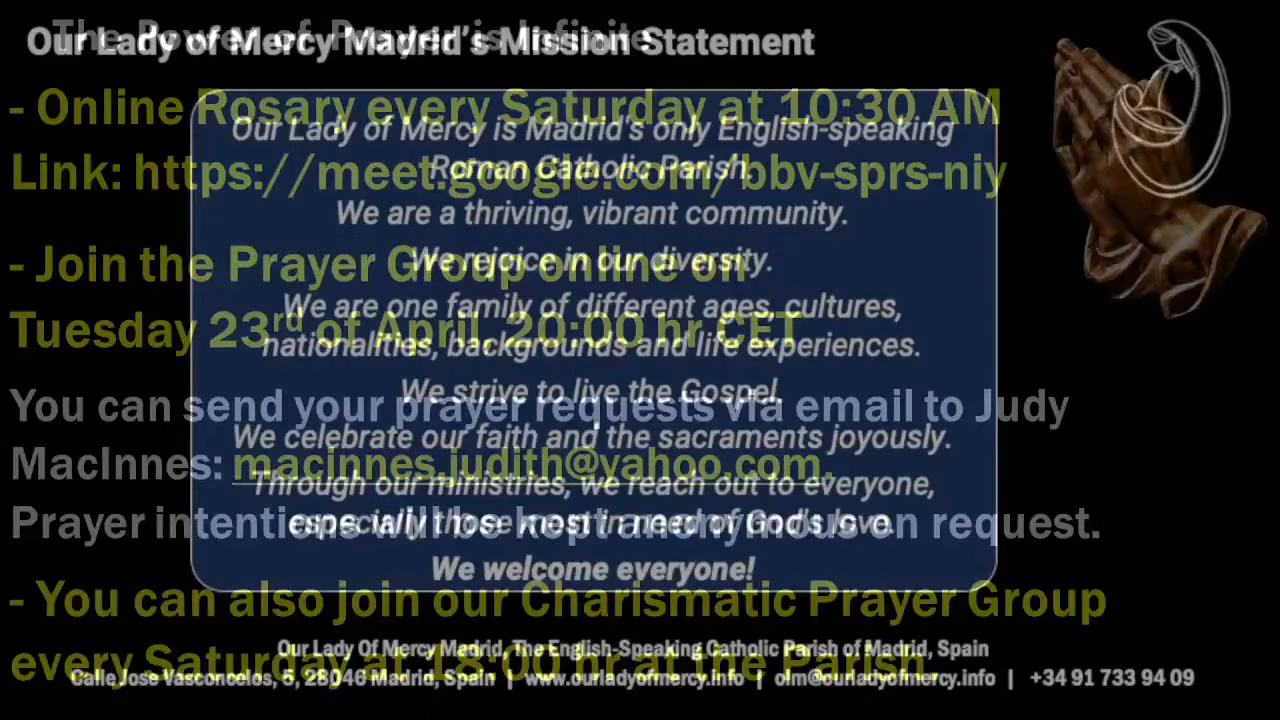 The Power of Prayer is Infinite
- Online Rosary every Saturday at 10:30 AM
Link: https://meet.google.com/bbv-sprs-niy
- Join the Prayer Group online on
Tuesday 23rd of April, 20:00 hr CET
You can send your prayer requests via email to Judy
MacInnes: macinnes.judith@yahoo.com.
Prayer intentions will be kept anonymous on request.
- You can also join our Charismatic Prayer Group
every Saturday at 18:00 hr at the Parish
Our Lady of Mercy Madrid's Mission Statement
Our Lady of Mercy is Madrid's only English-speaking
Roman Catholic Parish.
We are a thriving, vibrant community.
We rejoice in our diversity.
We are one family of different ages, cultures,
nationalities, backgrounds and life experiences.
We strive to live the Gospel.
We celebrate our faith and the sacraments joyously.
Through our ministries, we reach out to everyone,
especially those most in need of God's love.
We welcome everyone!
Our Lady Of Mercy Madrid, The English-Speaking Catholic Parish of Madrid, Spain
Calle Jose Vasconcelos, 5, 28046 Madrid, Spain | www.ourladyofmercy.info | olm@ourladyofmercy.info | +34 91 733 94 09